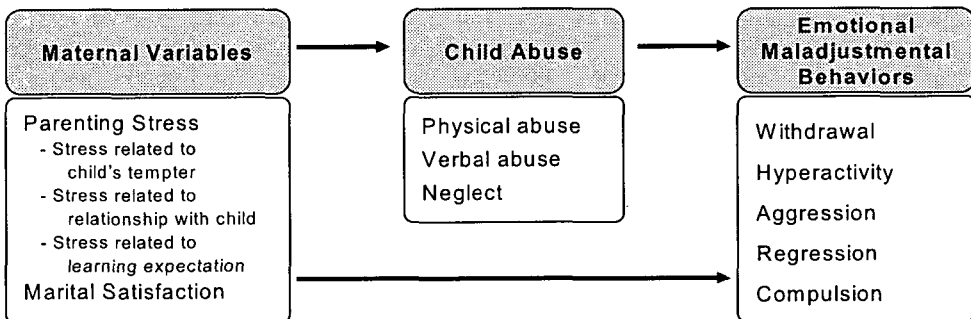 Maternal Variables
Parenting Stress
- Stress related to
child's tempter
- Stress related to
relationship with child
- Stress related to
learning expectation
Marital Satisfaction
Child Abuse
Physical abuse
Verbal abuse
Neglect
Emotional
Maladjustmental
Behaviors
Withdrawal
Hyperactivity
Aggression
Regression
Compulsion